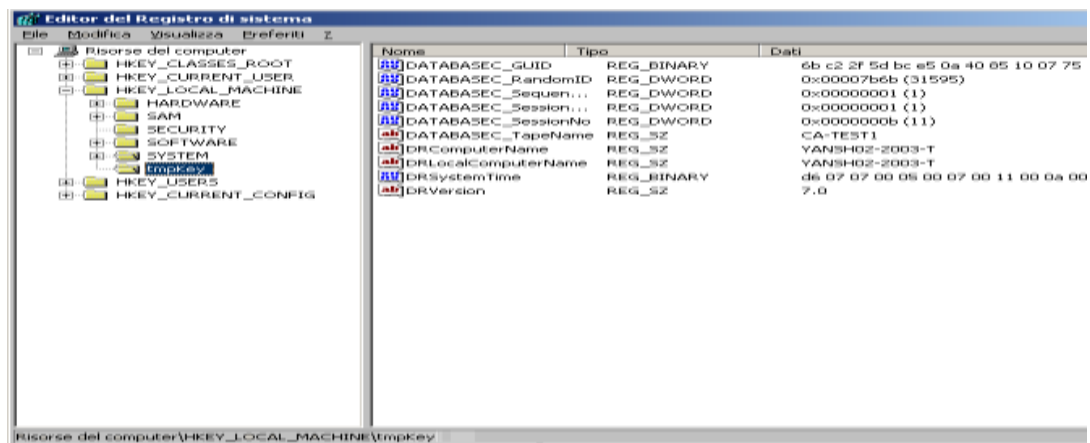 Editor del Registro di sistema
File Modifica Visualizza Preferiti ?
Risorse del computer
HKEY_CLASSES_ROOT
HKEY_CURRENT_USER
HKEY_LOCAL_MACHINE
HARDWARE
SAM
SECURITY
SOFTWARE
SYSTEM
tmpKey
HKEY_USERS
HKEY_CURRENT_CONFIG
Nome Tipo Dati
DATABASEC_GUID REG_BINARY 6b c2 2f 5d bc e5 0a 40 85 10 07 75
DATABASEC_RandomID REG_DWORD 0x00007b6b (31595)
DATABASEC_Sequen... REG_DWORD 0x00000001 (1)
DATABASEC_Session... REG_DWORD 0x00000001 (1)
DATABASEC_SessionNo REG_DWORD 0x0000000b (11)
DATABASEC_TapeName REG_SZ CA-TEST1
DRComputerName REG_SZ YANSH02-2003-T
DRLocalComputerName REG_SZ YANSH02-2003-T
DRSystemTime REG_BINARY d6 07 07 00 05 00 07 00 11 00 0a 00
DRVersion REG_SZ 7.0
Risorse del computer\HKEY_LOCAL_MACHINE\tmpKey